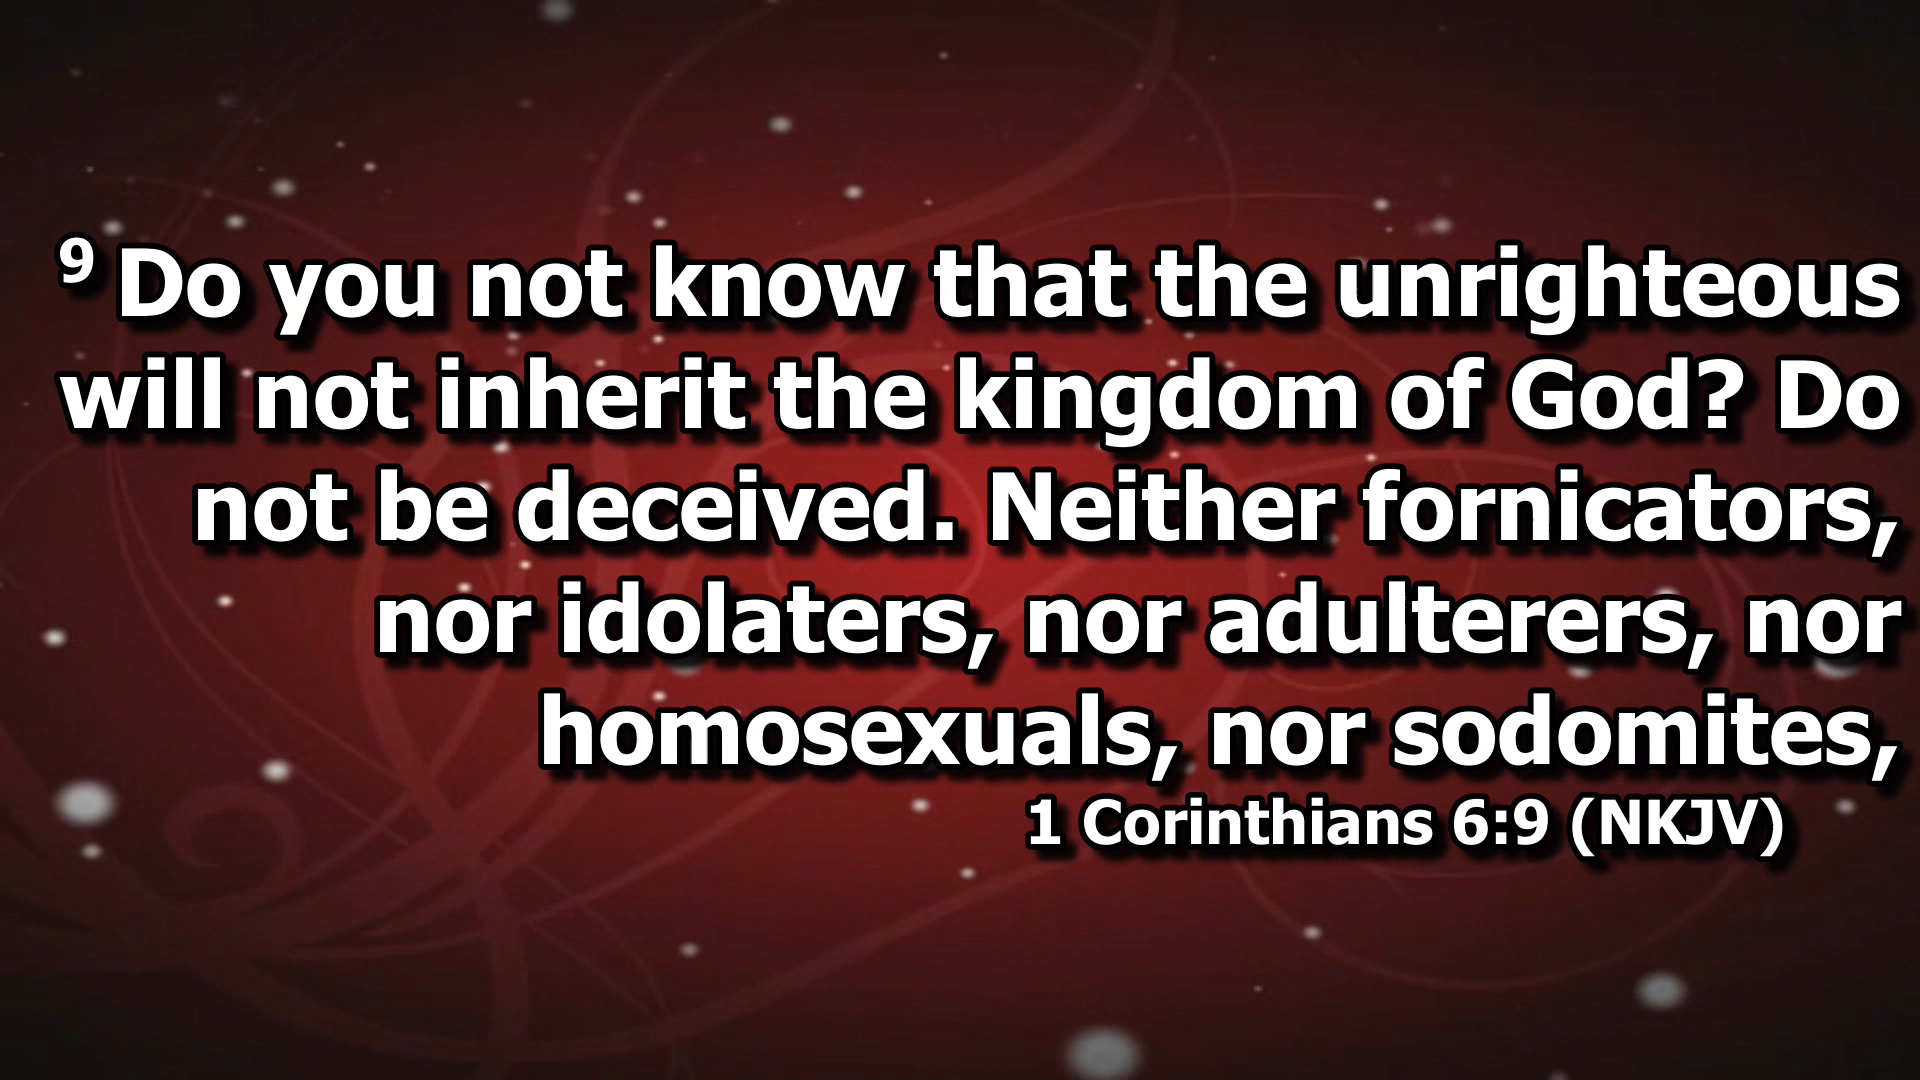 9 Do you not know that the unrighteous
will not inherit the kingdom of God? Do
not be deceived. Neither fornicators,
nor idolaters, nor adulterers, nor
homosexuals, nor sodomites,
1 Corinthians 6:9 (NKJV)